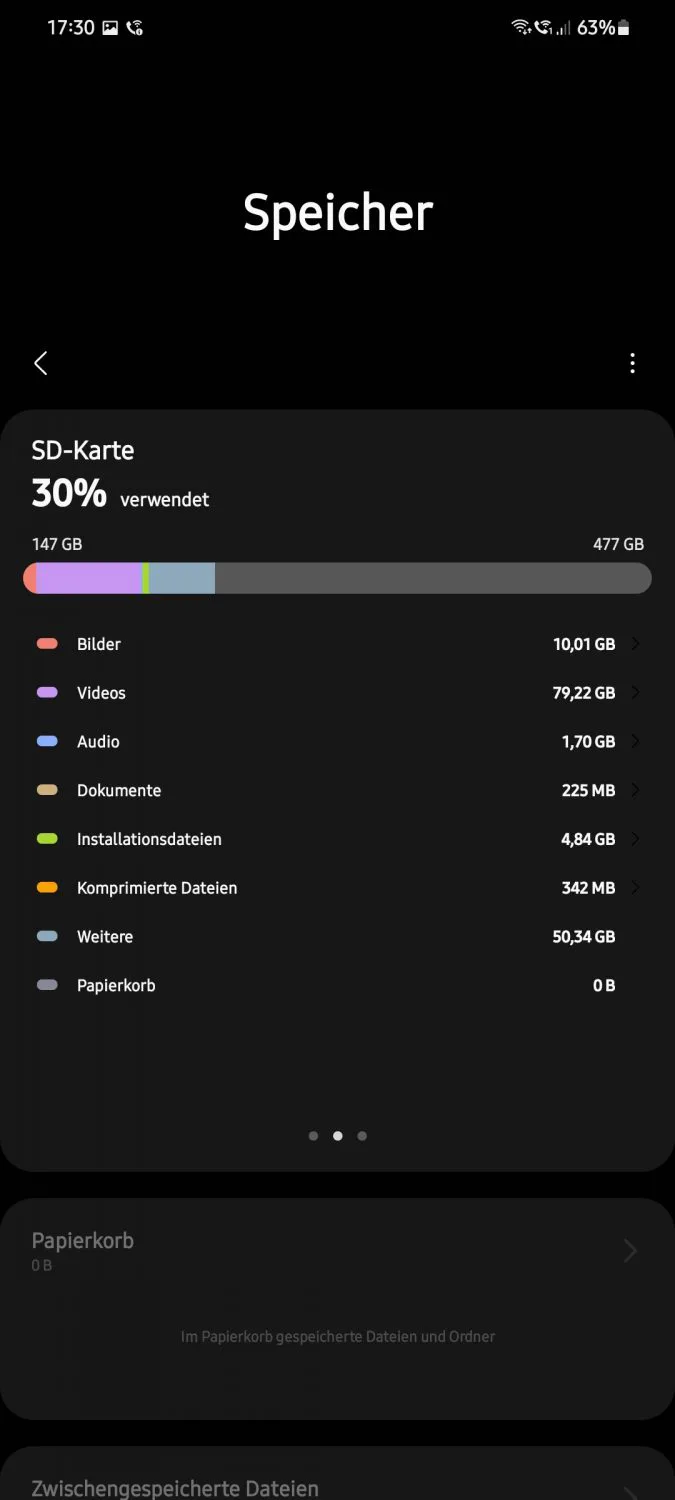 17:30 63%
Speicher
SD-Karte
30% verwendet
147 GB 477 GB
Bilder 10,01 GB
Videos 79,22 GB
Audio 1,70 GB
Dokumente 225 MB
Installationsdateien 4,84 GB
Komprimierte Dateien 342 MB
Weitere 50,34 GB
Papierkorb 0 B
Papierkorb
0 B
Im Papierkorb gespeicherte Dateien und Ordner
Zwischengespeicherte Dateien